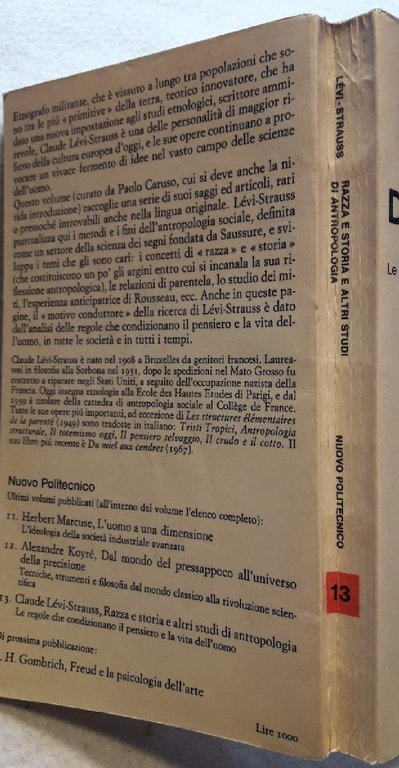 Etnografo militante, che è vissuto a lungo tra popolazioni che so-
no tra le piú « primitive » della terra, teorico innovatore, che ha
dato una nuova impostazione agli studi etnologici, scrittore ammi-
revole, Claude Lévi-Strauss è una delle personalità di maggior ri-
lievo della cultura europea d'oggi, e le sue opere continuano a pro-
vocare un vivace fermento di idee nel vasto campo delle scienze
dell'uomo.
Questo volume (curato da Paolo Caruso, cui si deve anche la ni-
tida introduzione) raccoglie una serie di suoi saggi ed articoli, rari
e pressoché introvabili anche nella lingua originale. Lévi-Strauss
puntualizza qui i metodi e i fini dell'antropologia sociale, definita
come un settore della scienza dei segni fondata da Saussure, e svi-
luppa i temi che gli sono cari: i concetti di « razza » e « storia »
(che costituiscono un po' gli argini entro cui si incanala la sua ri-
flessione antropologica), le relazioni di parentela, lo studio dei mi-
ti, l'esperienza anticipatrice di Rousseau, ecc. Anche in queste pa-
gine, il « motivo conduttore » della ricerca di Lévi-Strauss è dato
dall'analisi delle regole che condizionano il pensiero e la vita del-
l'uomo, in tutte le società e in tutti i tempi.
Claude Lévi-Strauss è nato nel 1908 a Bruxelles da genitori francesi. Laurea-
tosi in filosofia alla Sorbona nel 1931, dopo le spedizioni nel Mato Grosso fu
costretto a riparare negli Stati Uniti, a seguito dell'occupazione nazista della
Francia. Oggi insegna etnologia alla Ecole des Hautes Etudes di Parigi, e dal
1959 è titolare della cattedra di antropologia sociale al Collège de France.
Tutte le sue opere piú importanti, ad eccezione di Les structures élémentaires
de la parenté (1949) sono tradotte in italiano: Tristi Tropici, Antropologia
strutturale, Il totemismo oggi, Il pensiero selvaggio, Il crudo e il cotto. Il
suo libro piú recente è Du miel aux cendres (1967).
Nuovo Politecnico
Ultimi volumi pubblicati (all'interno del volume l'elenco completo):
11. Herbert Marcuse, L'uomo a una dimensione
L'ideologia della società industriale avanzata
12. Alexandre Koyré, Dal mondo del pressappoco all'universo
della precisione
Tecniche, strumenti e filosofia dal mondo classico alla rivoluzione scien-
tifica
13. Claude Lévi-Strauss, Razza e storia e altri studi di antropologia
Le regole che condizionano il pensiero e la vita dell'uomo
Di prossima pubblicazione:
. H. Gombrich, Freud e la psicologia dell'arte
Lire 1000
LÉVI-STRAUSS
RAZZA E STORIA E ALTRI STUDI
DI ANTROPOLOGIA
NUOVO POLITECNICO
13
Le